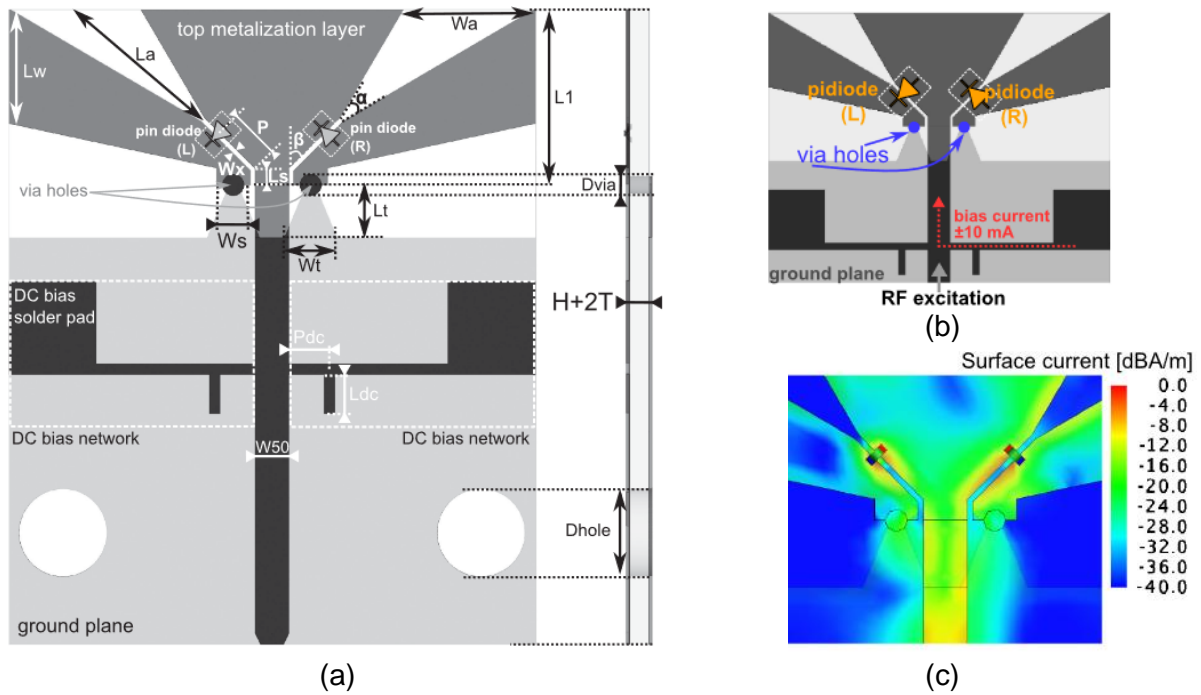 top metalization layer
Wa
La
Lw
L1
α
P
β
pin diode
(L)
pin diode
(R)
Wx
Ls
via holes
Dvia
Lt
Ws
Wt
H+2T
DC bias
solder pad
Pdc
Ldc
DC bias network
DC bias network
W50
Dhole
ground plane
(a)
pidiode
(L)
pidiode
(R)
via holes
bias current
±10 mA
ground plane
RF excitation
(b)
Surface current [dBA/m]
0.0
-4.0
-8.0
-12.0
-16.0
-20.0
-24.0
-28.0
-32.0
-36.0
-40.0
(c)